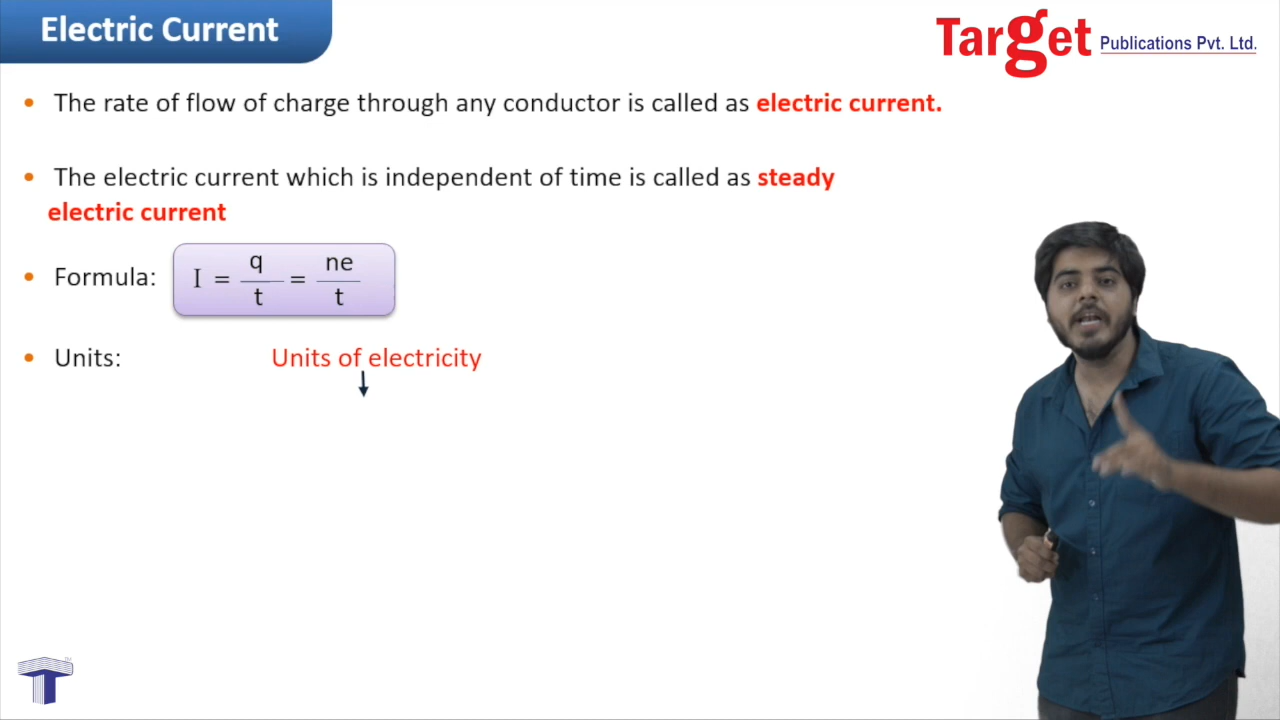 Electric Current
Target Publications Pvt. Ltd.
• The rate of flow of charge through any conductor is called as electric current.
• The electric current which is independent of time is called as steady
electric current
• Formula: I = q/t = ne/t
• Units: Units of electricity